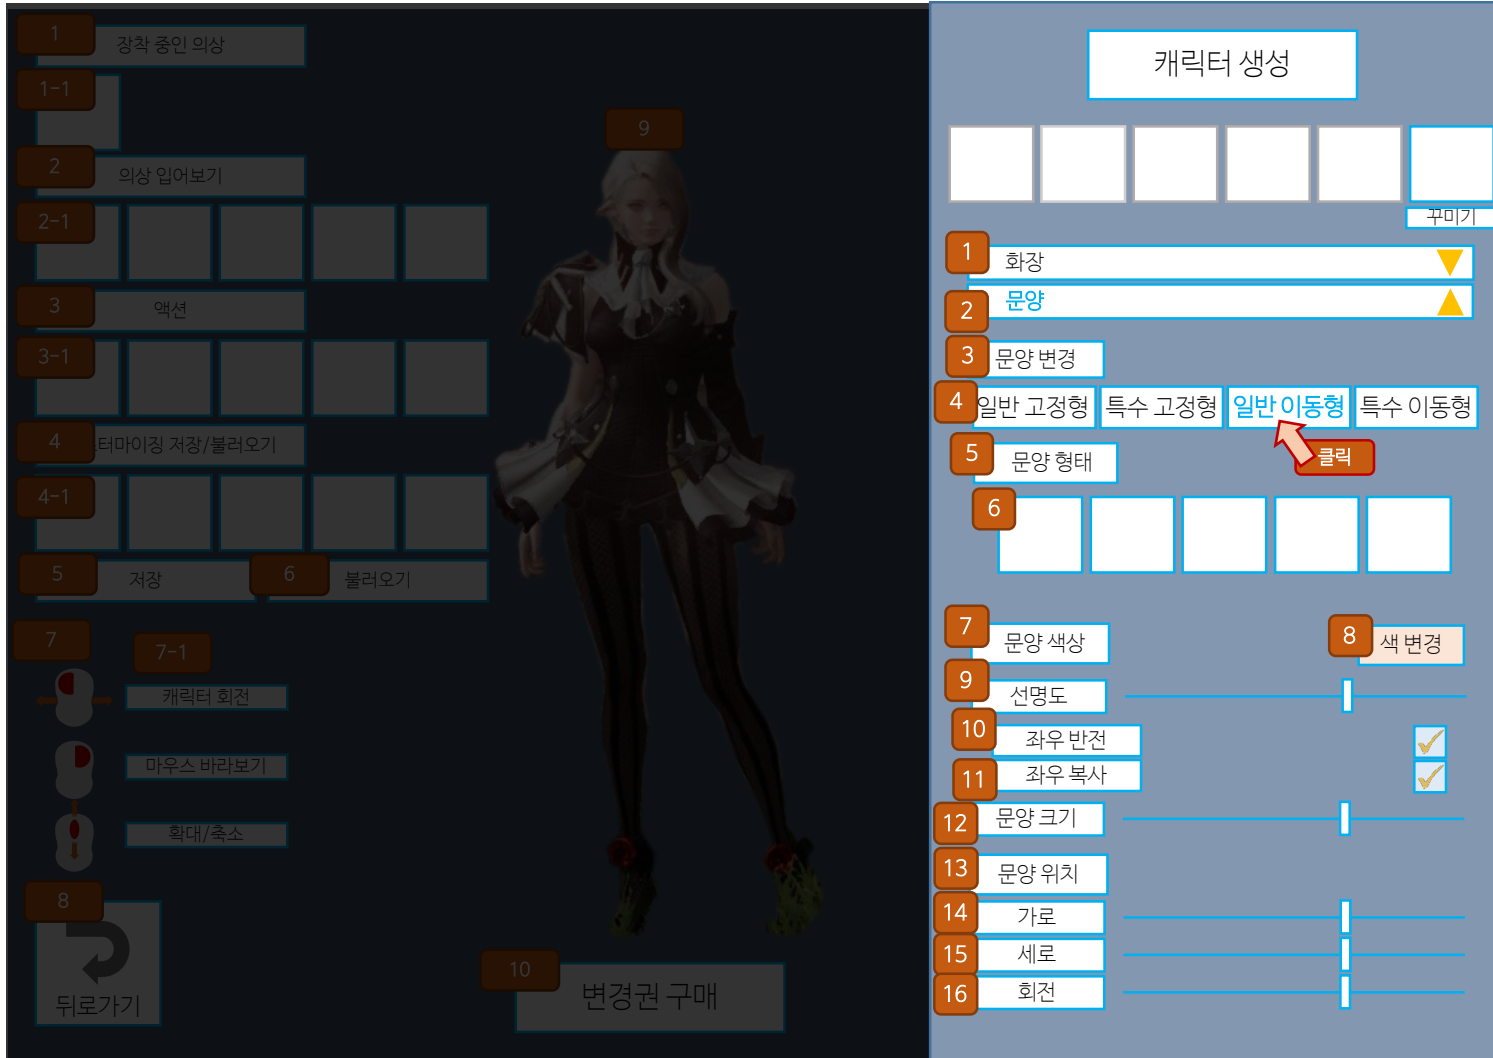 1
장착 중인 의상
1-1
2
의상 입어보기
2-1
3
액션
3-1
4
터마이징 저장/불러오기
4-1
5
저장
6
불러오기
7
7-1
캐릭터 회전
마우스 바라보기
확대/축소
8
뒤로가기
9
10
변경권 구매
캐릭터 생성
꾸미기
1
화장
2
문양
3
문양 변경
4
일반 고정형
특수 고정형
일반 이동형
특수 이동형
클릭
5
문양 형태
6
7
문양 색상
8
색 변경
9
선명도
10
좌우 반전
11
좌우 복사
12
문양 크기
13
문양 위치
14
가로
15
세로
16
회전